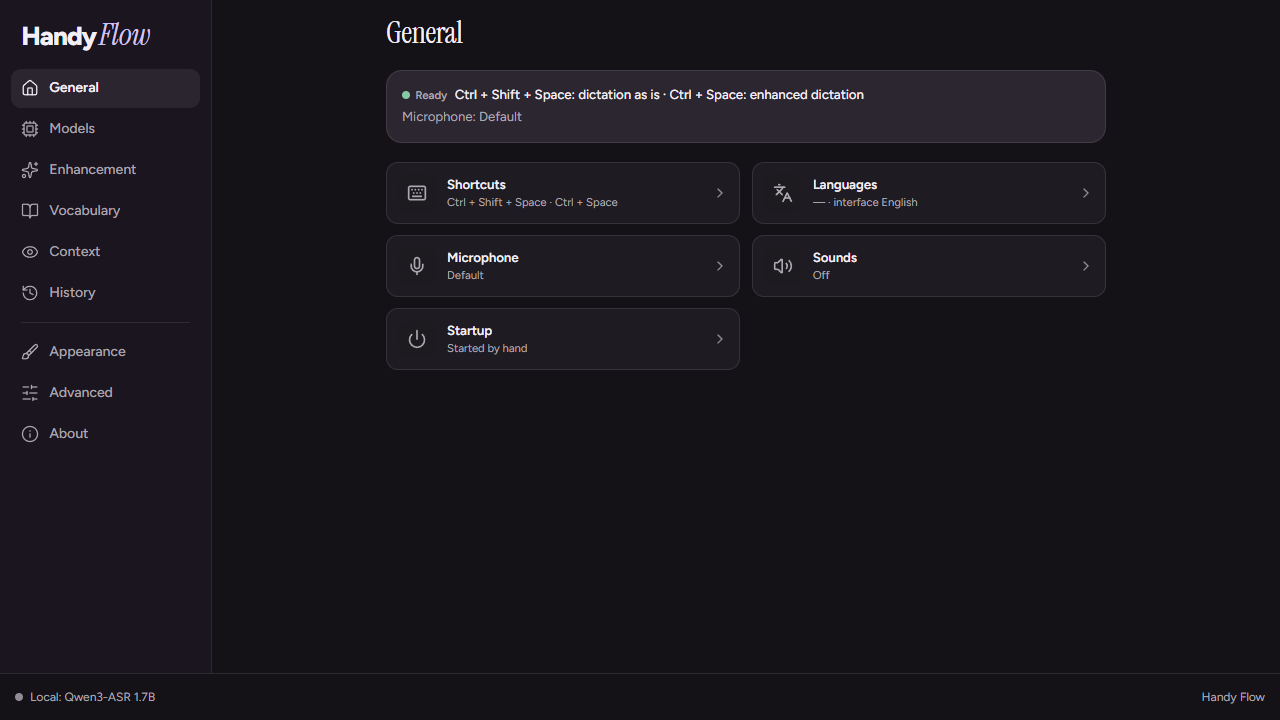 Handy Flow
General
Models
Enhancement
Vocabulary
Context
History
Appearance
Advanced
About
General
Ready Ctrl + Shift + Space: dictation as is · Ctrl + Space: enhanced dictation
Microphone: Default
Shortcuts
Ctrl + Shift + Space · Ctrl + Space
Languages
— · interface English
Microphone
Default
Sounds
Off
Startup
Started by hand
Local: Qwen3-ASR 1.7B
Handy Flow